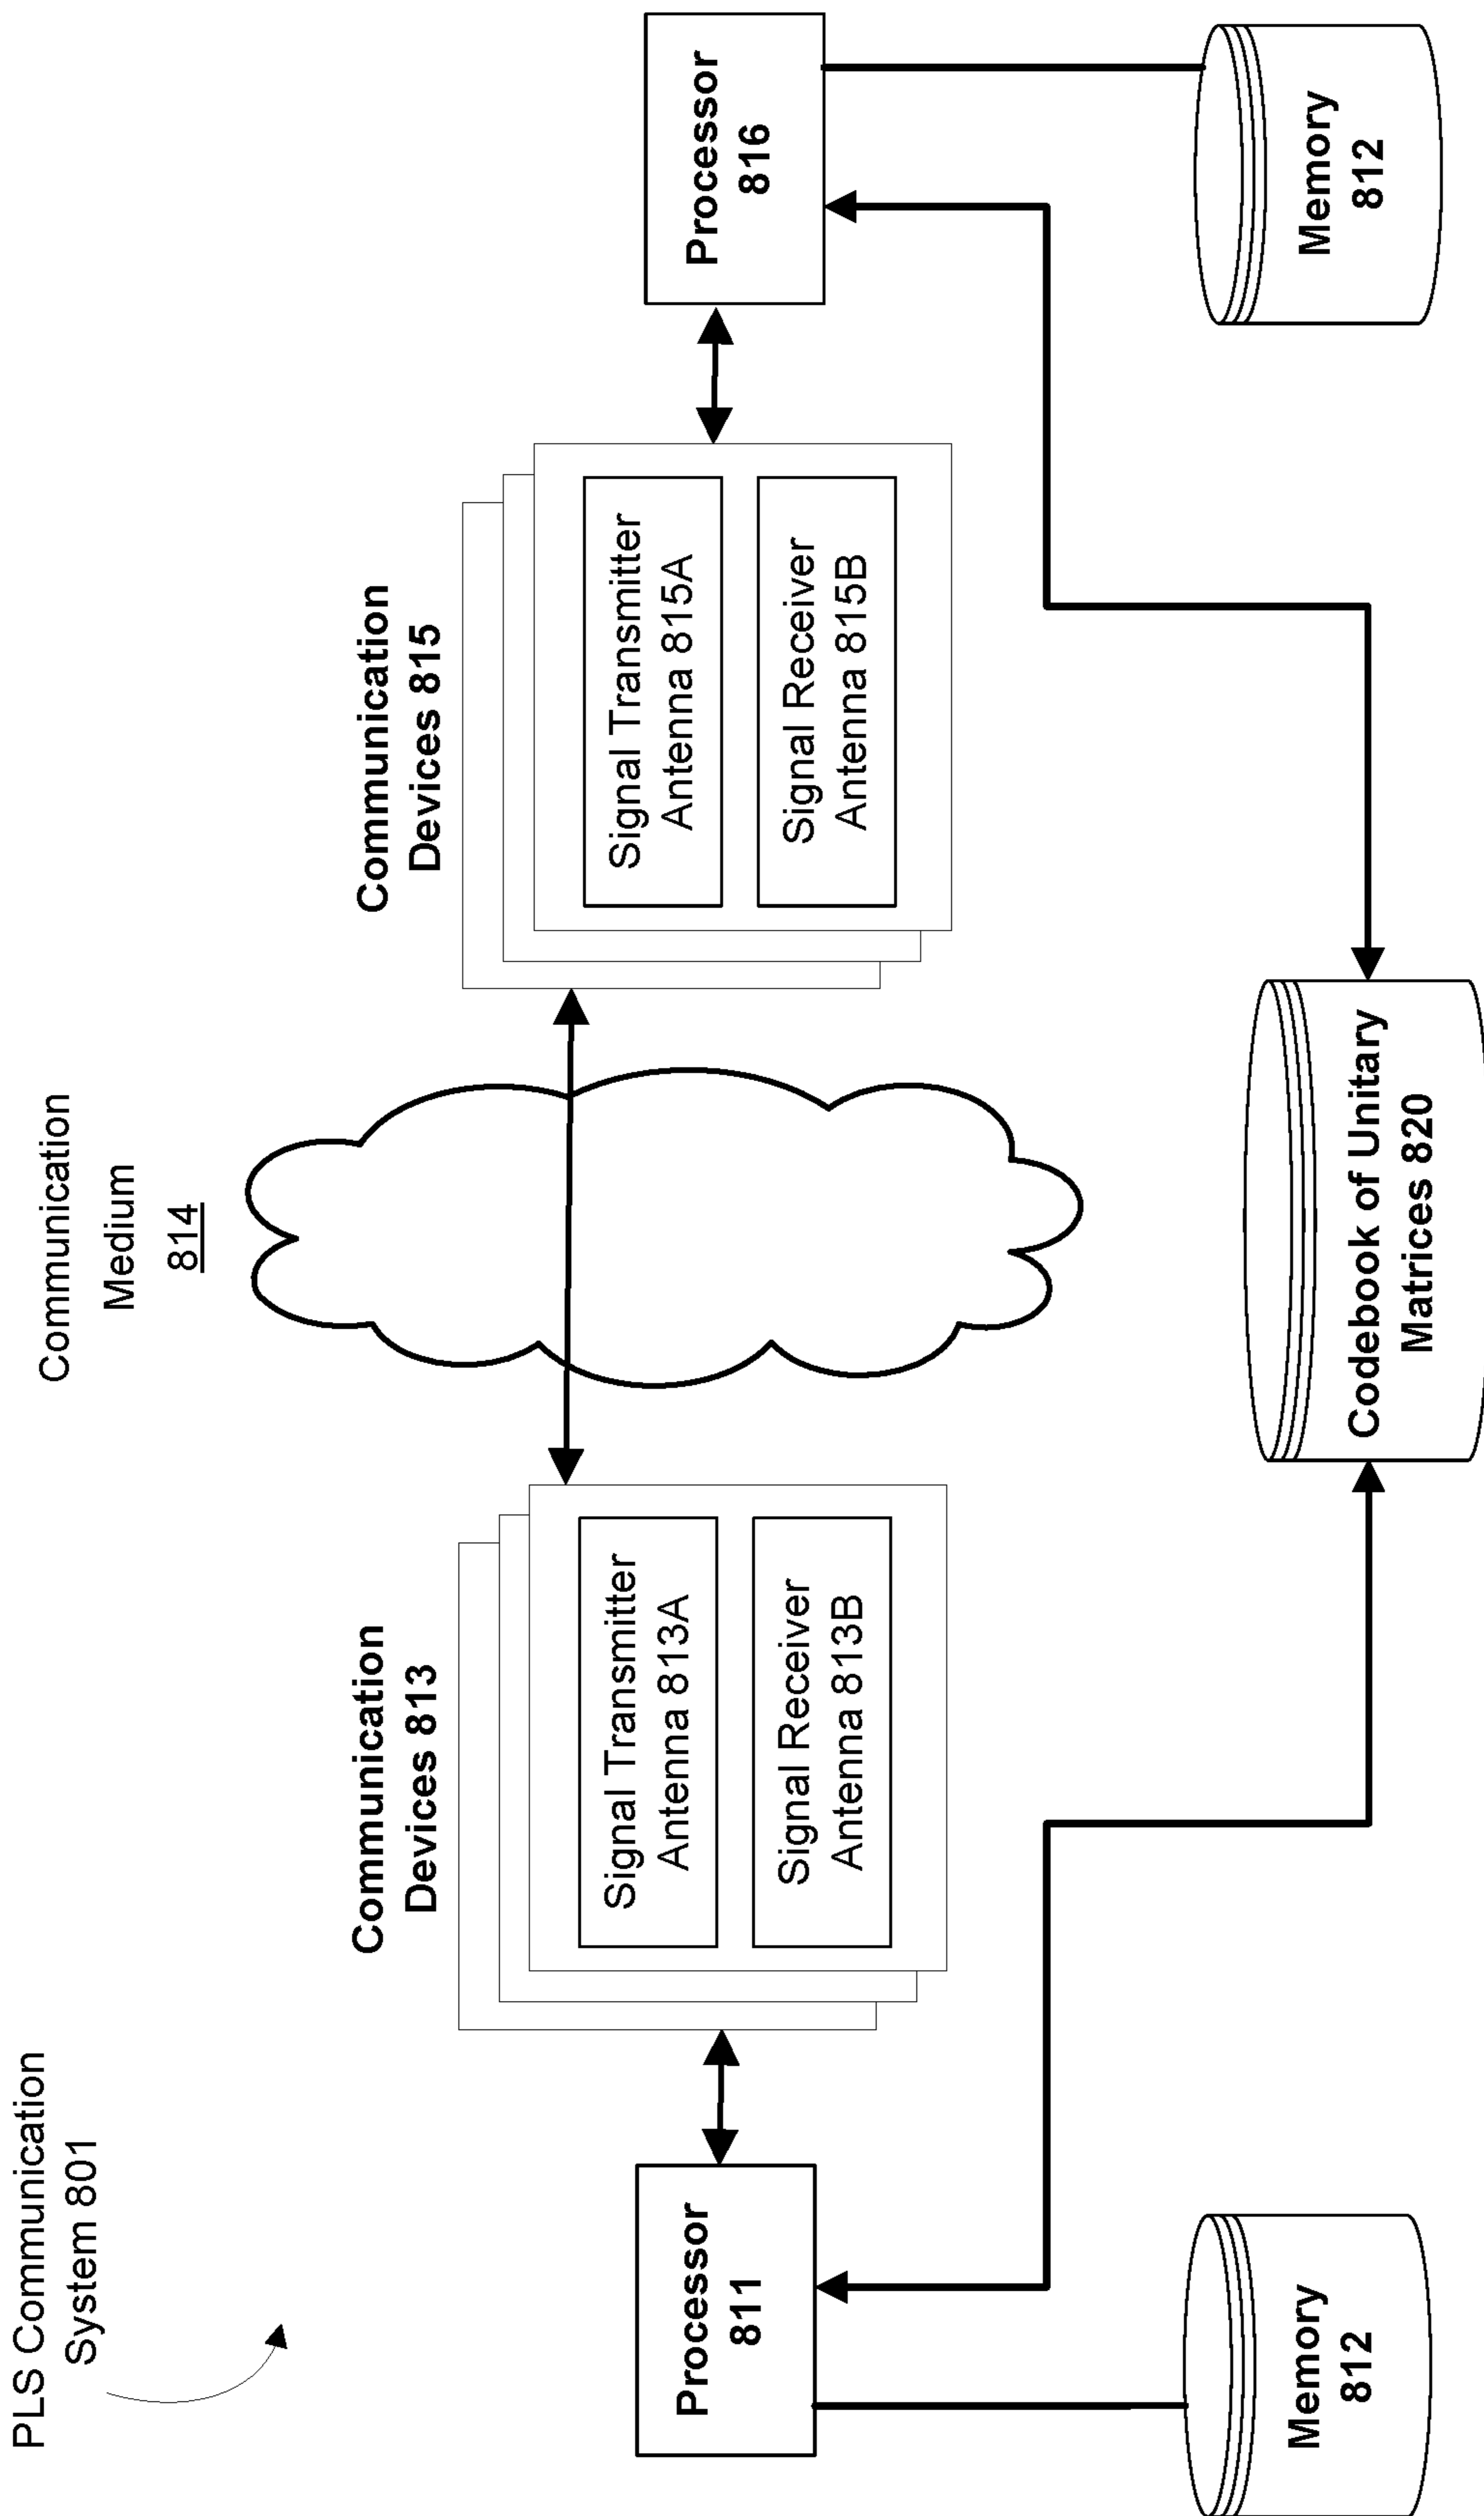 PLS Communication
System 801
Communication
Medium
814
Communication
Devices 813
Communication
Devices 815
Processor
811
Signal Transmitter
Antenna 813A
Signal Receiver
Antenna 813B
Signal Transmitter
Antenna 815A
Signal Receiver
Antenna 815B
Processor
816
Memory
812
Codebook of Unitary
Matrices 820
Memory
812